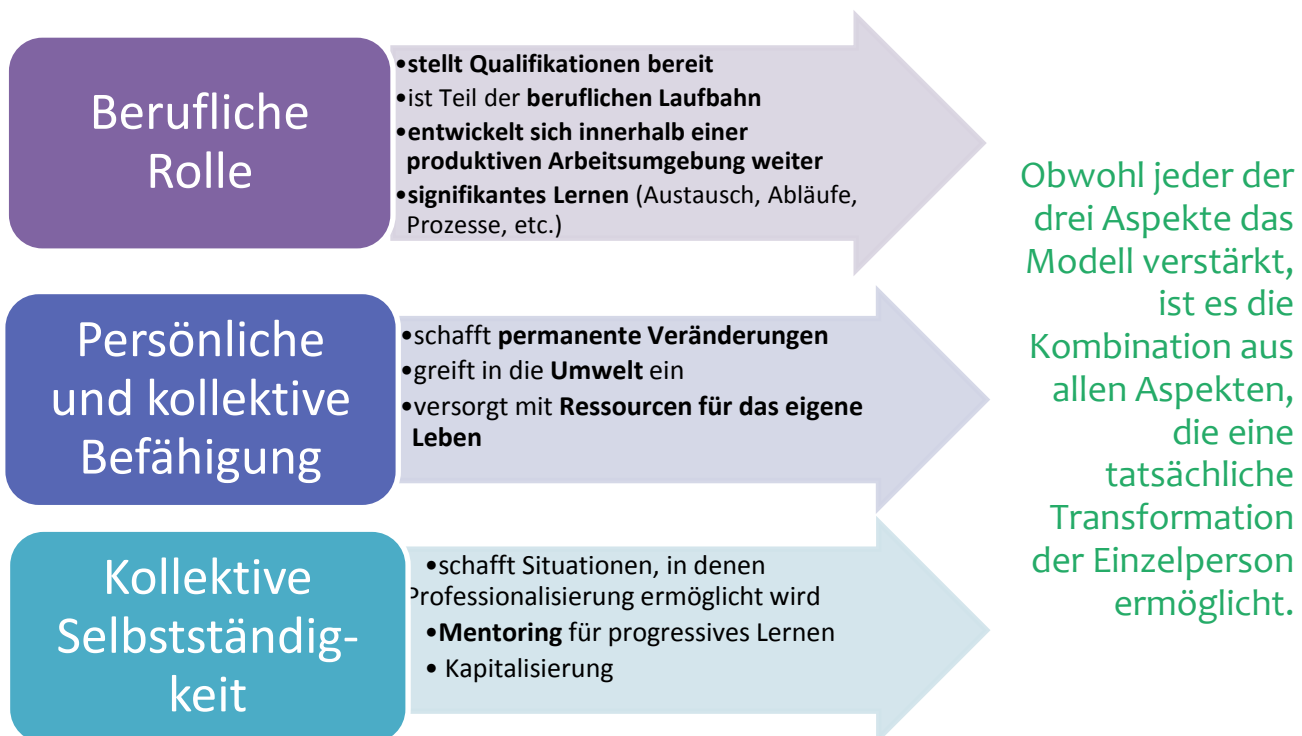 Berufliche
Rolle
•stellt Qualifikationen bereit
•ist Teil der beruflichen Laufbahn
•entwickelt sich innerhalb einer
produktiven Arbeitsumgebung weiter
•signifikantes Lernen (Austausch, Abläufe,
Prozesse, etc.)
Persönliche
und kollektive
Befähigung
•schafft permanente Veränderungen
•greift in die Umwelt ein
•versorgt mit Ressourcen für das eigene
Leben
Kollektive
Selbstständig-
keit
•schafft Situationen, in denen
Professionalisierung ermöglicht wird
•Mentoring für progressives Lernen
• Kapitalisierung
Obwohl jeder der
drei Aspekte das
Modell verstärkt,
ist es die
Kombination aus
allen Aspekten,
die eine
tatsächliche
Transformation
der Einzelperson
ermöglicht.